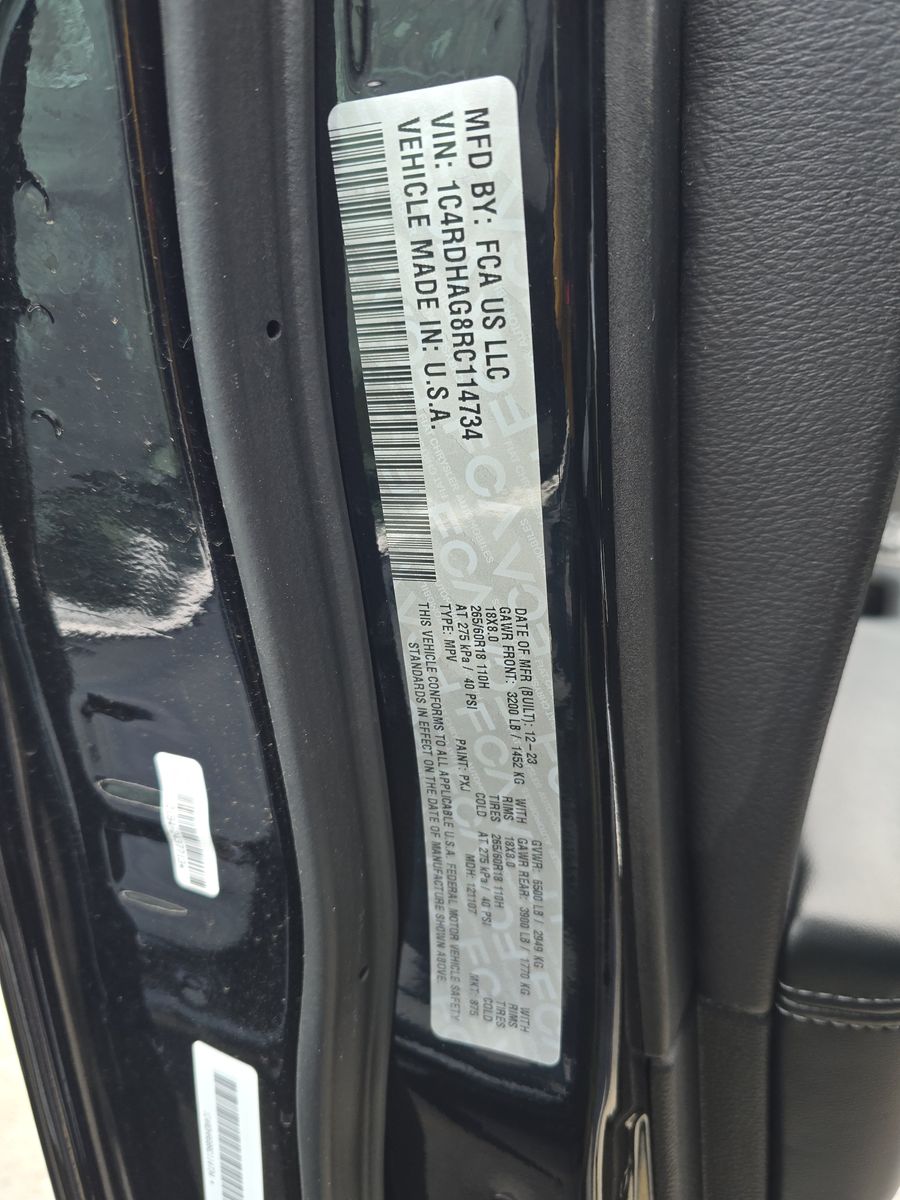 MFD BY: FCA US LLC
VIN: 1C4RDHAG8RC114734
VEHICLE MADE IN: U.S.A.
DATE OF MFR (BUILT): 12-23 GVWR: 6500 LB / 2949 KG
GAWR FRONT: 3200 LB / 1452 KG WITH GAWR REAR: 3900 LB / 1770 KG WITH
18X8.0 RIMS 18X8.0 RIMS
265/60R18 110H TIRES 265/60R18 110H TIRES
AT 275 kPa / 40 PSI COLD AT 275 kPa / 40 PSI COLD
TYPE: MPV PAINT: PXJ MDH: 121107 MKT: 875
THIS VEHICLE CONFORMS TO ALL APPLICABLE U.S.A. FEDERAL MOTOR VEHICLE SAFETY
STANDARDS IN EFFECT ON THE DATE OF MANUFACTURE SHOWN ABOVE.